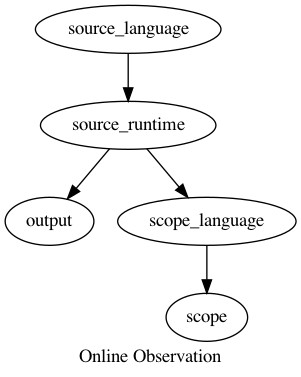 source_language
source_runtime
output
scope_language
scope
Online Observation